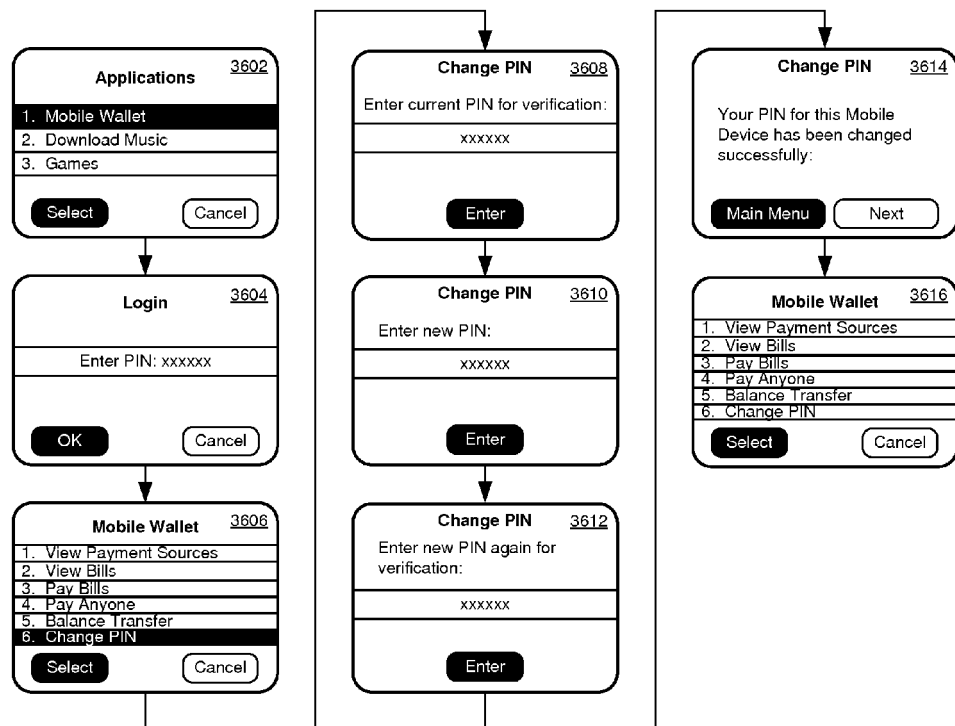 3602
Applications
1. Mobile Wallet
2. Download Music
3. Games
Select Cancel
3604
Login
Enter PIN: xxxxxx
OK Cancel
3606
Mobile Wallet
1. View Payment Sources
2. View Bills
3. Pay Bills
4. Pay Anyone
5. Balance Transfer
6. Change PIN
Select Cancel
Change PIN 3608
Enter current PIN for verification:
xxxxxx
Enter
Change PIN 3610
Enter new PIN:
xxxxxx
Enter
Change PIN 3612
Enter new PIN again for
verification:
xxxxxx
Enter
Change PIN 3614
Your PIN for this Mobile
Device has been changed
successfully:
Main Menu Next
3616
Mobile Wallet
1. View Payment Sources
2. View Bills
3. Pay Bills
4. Pay Anyone
5. Balance Transfer
6. Change PIN
Select Cancel